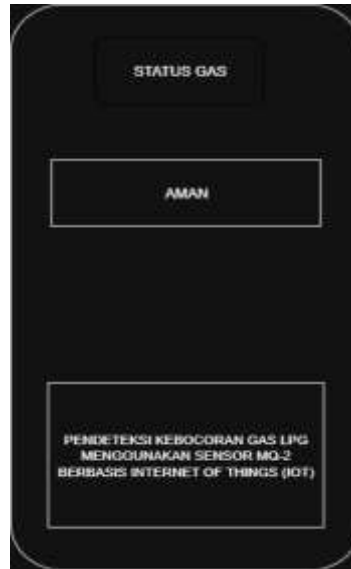 STATUS GAS
AMAN
PENDETEKSI KEBOCORAN GAS LPG
MENGGUNAKAN SENSOR MQ-2
BERBASIS INTERNET OF THINGS (IOT)